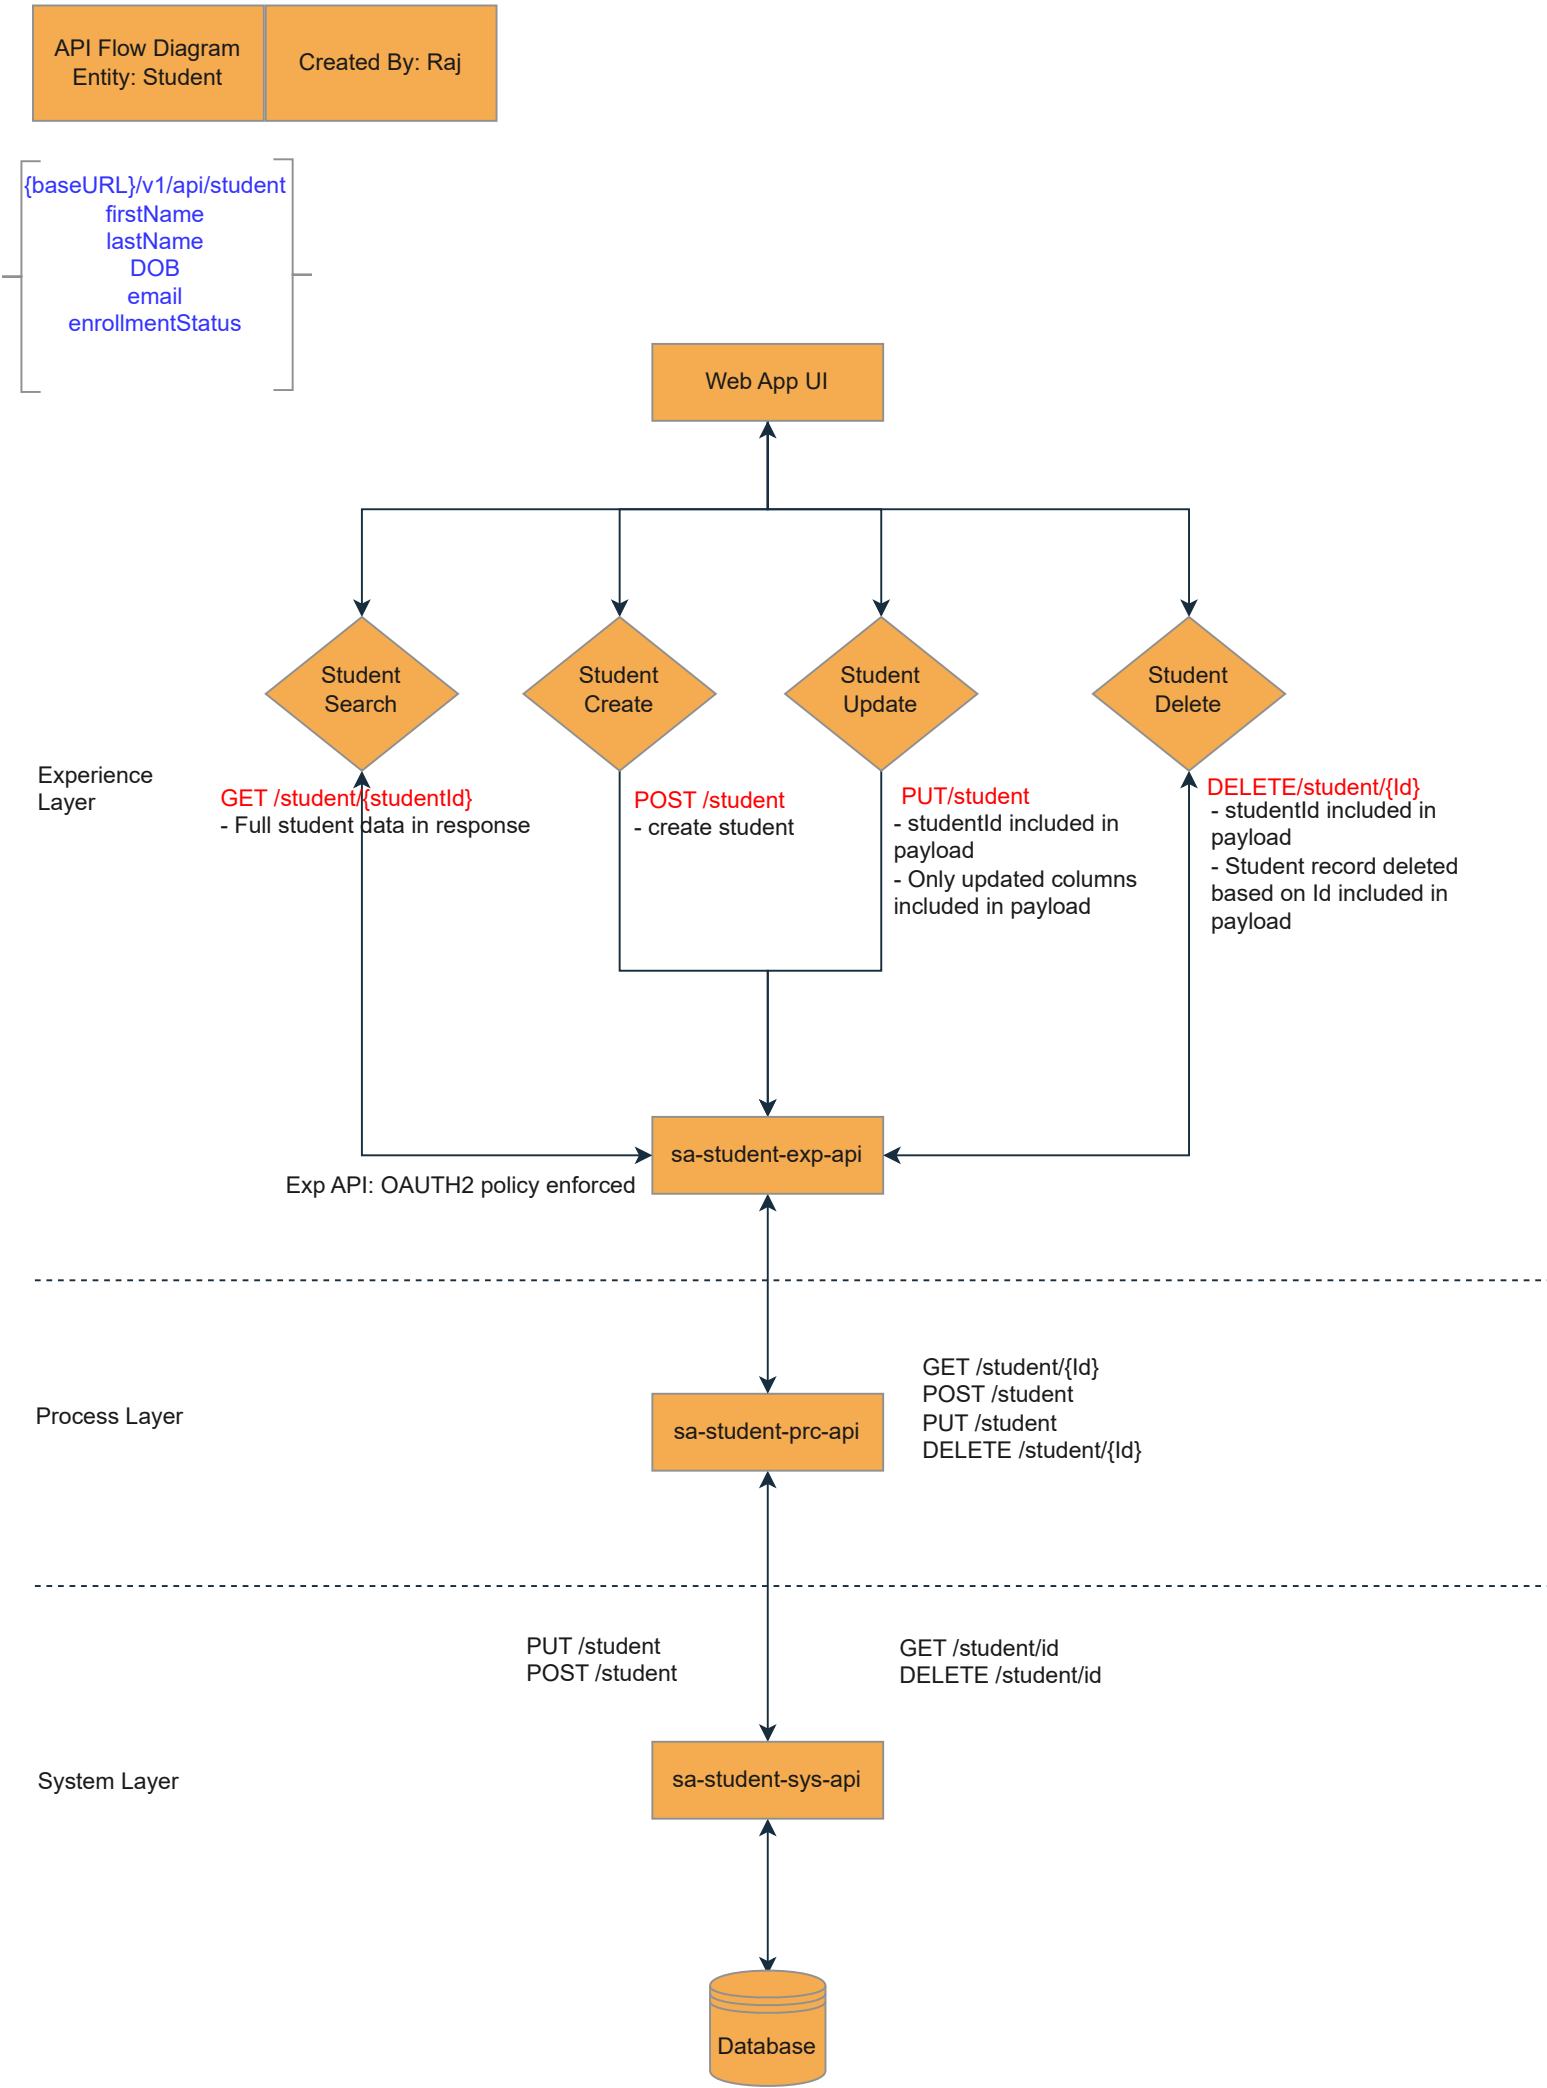 API Flow Diagram
Entity: Student
Created By: Raj
{baseURL}/v1/api/student
firstName
lastName
DOB
email
enrollmentStatus
Web App UI
Student
Search
Student
Create
Student
Update
Student
Delete
Experience
Layer
GET /student/{studentId}
- Full student data in response
POST /student
- create student
PUT/student
- studentId included in
payload
- Only updated columns
included in payload
DELETE/student/{Id}
- studentId included in
payload
- Student record deleted
based on Id included in
payload
sa-student-exp-api
Exp API: OAUTH2 policy enforced
Process Layer
sa-student-prc-api
GET /student/{Id}
POST /student
PUT /student
DELETE /student/{Id}
PUT /student
POST /student
GET /student/id
DELETE /student/id
System Layer
sa-student-sys-api
Database